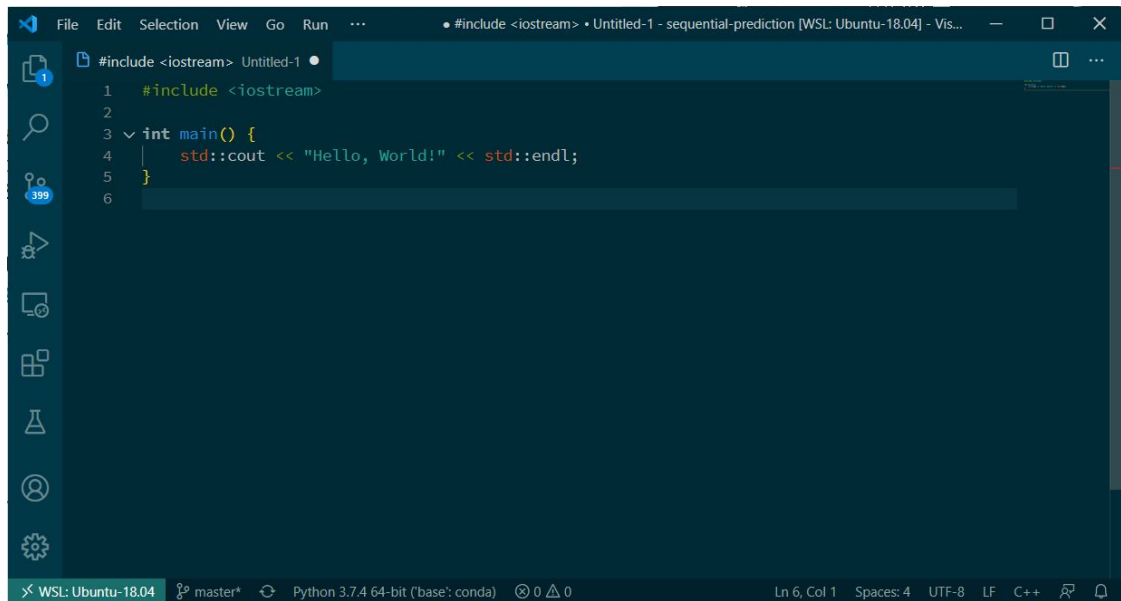 File Edit Selection View Go Run ··· ● #include <iostream> • Untitled-1 - sequential-prediction [WSL: Ubuntu-18.04] - Vis...
#include <iostream> Untitled-1 ●
1 #include <iostream>
2
3 int main() {
4     std::cout << "Hello, World!" << std::endl;
5 }
6
1
399
WSL: Ubuntu-18.04 master* Python 3.7.4 64-bit ('base': conda) 0 0 Ln 6, Col 1 Spaces: 4 UTF-8 LF C++